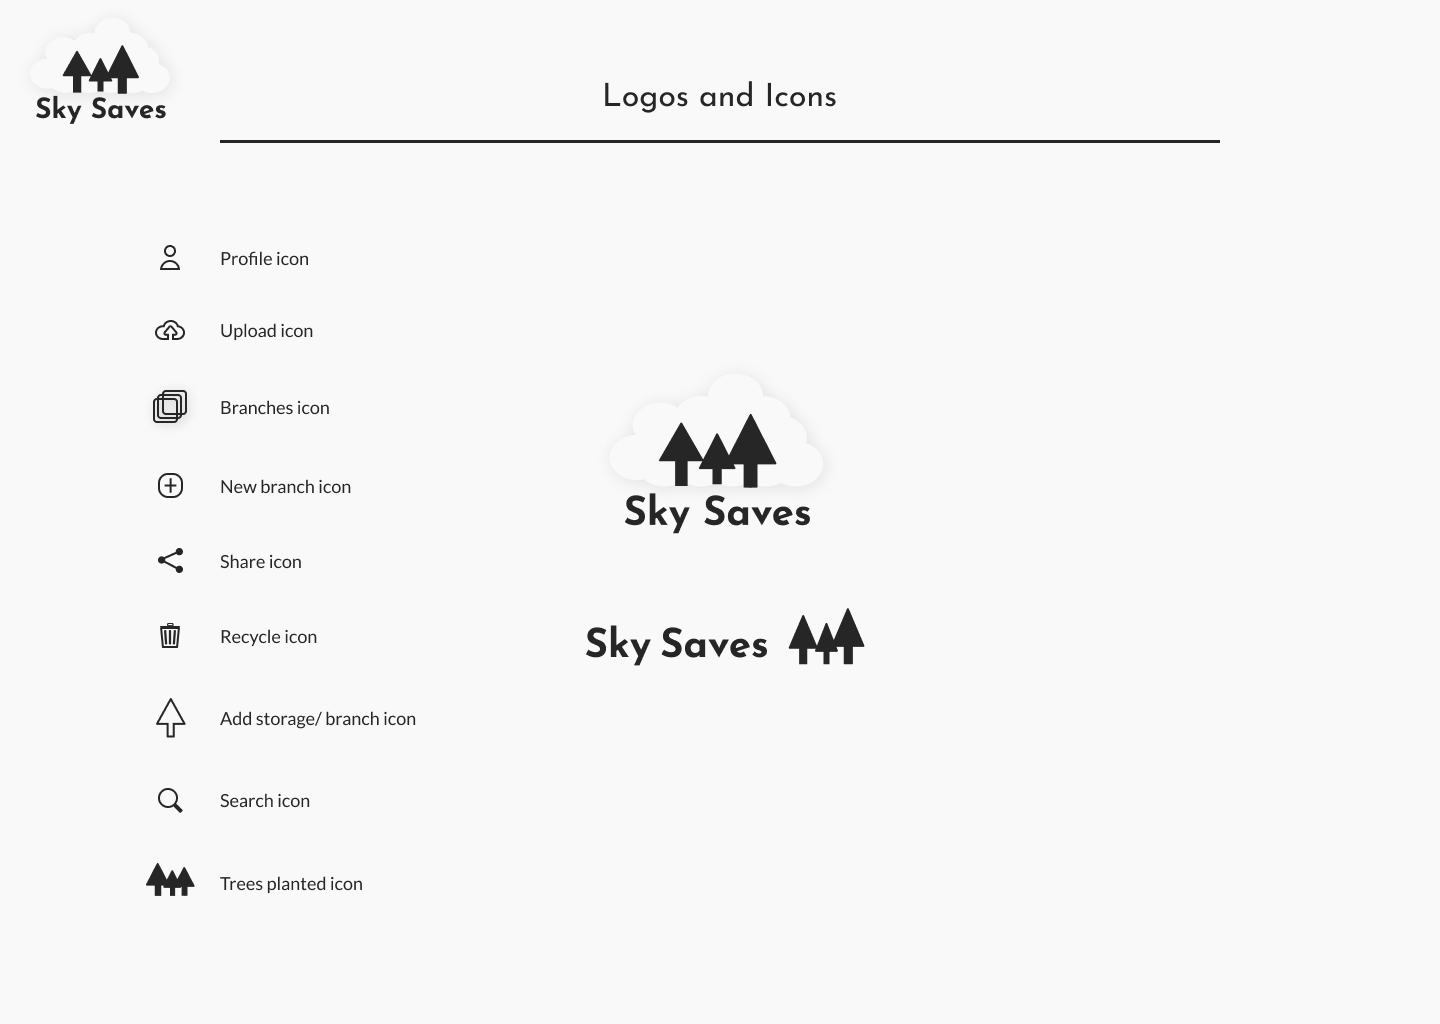 Sky Saves
Logos and Icons
Profile icon
Upload icon
Branches icon
New branch icon
Share icon
Recycle icon
Add storage/ branch icon
Search icon
Trees planted icon
Sky Saves
Sky Saves